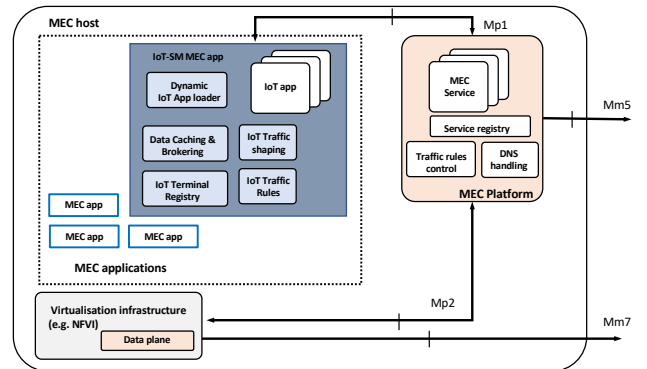 MEC host
Mp1
IoT-SM MEC app
Dynamic
IoT App loader
IoT app
MEC
Service
Mm5
Service registry
Data Caching &
Brokering
IoT Traffic
shaping
Traffic rules
control
DNS
handling
IoT Terminal
Registry
IoT Traffic
Rules
MEC Platform
MEC app
MEC app
MEC app
MEC applications
Mp2
Virtualisation infrastructure
(e.g. NFVI)
Data plane
Mm7